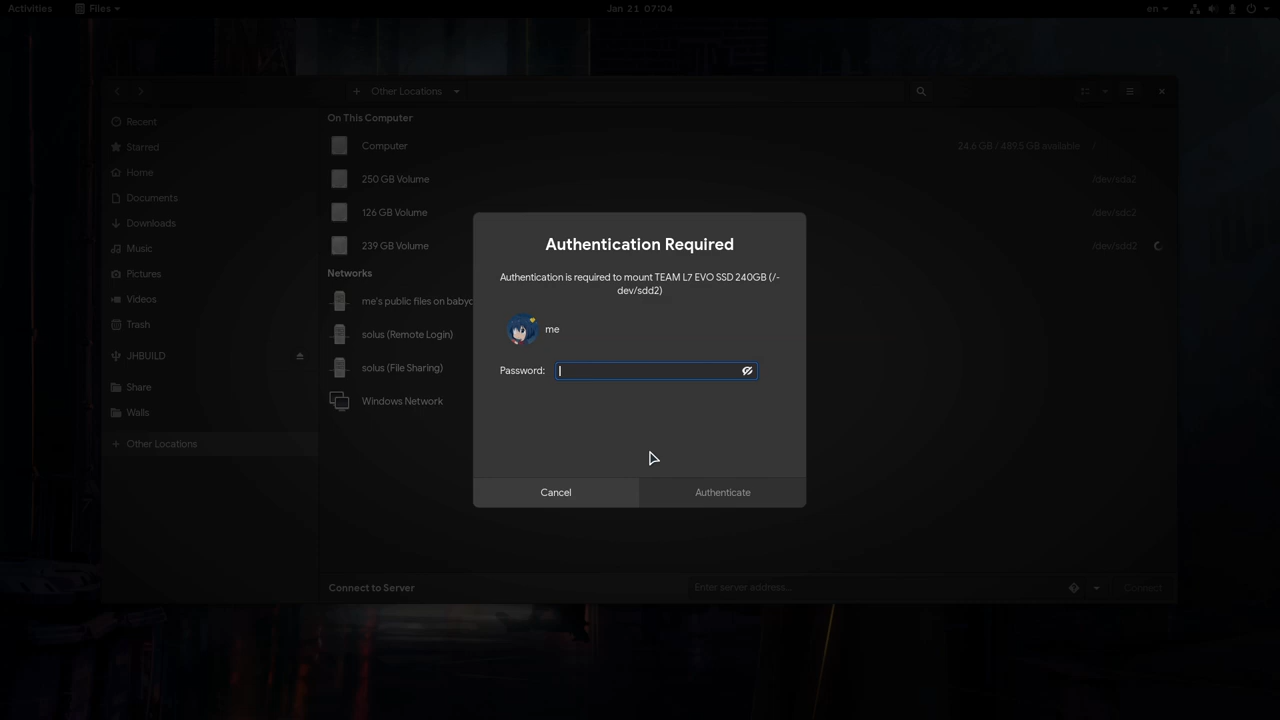 Activities
Files
Jan 21 07:04
en
Other Locations
Recent
Starred
Home
Documents
Downloads
Music
Pictures
Videos
Trash
JHBUILD
Share
Walls
Other Locations
On This Computer
Computer
24.6 GB / 489.5 GB available
/
250 GB Volume
/dev/sda2
126 GB Volume
/dev/sdc2
239 GB Volume
/dev/sdd2
Networks
me's public files on
solus (Remote Login)
solus (File Sharing)
Windows Network
Authentication Required
Authentication is required to mount TEAM L7 EVO SSD 240GB (/-
dev/sdd2)
me
Password:
Cancel
Authenticate
Connect to Server
Enter server address...
Connect